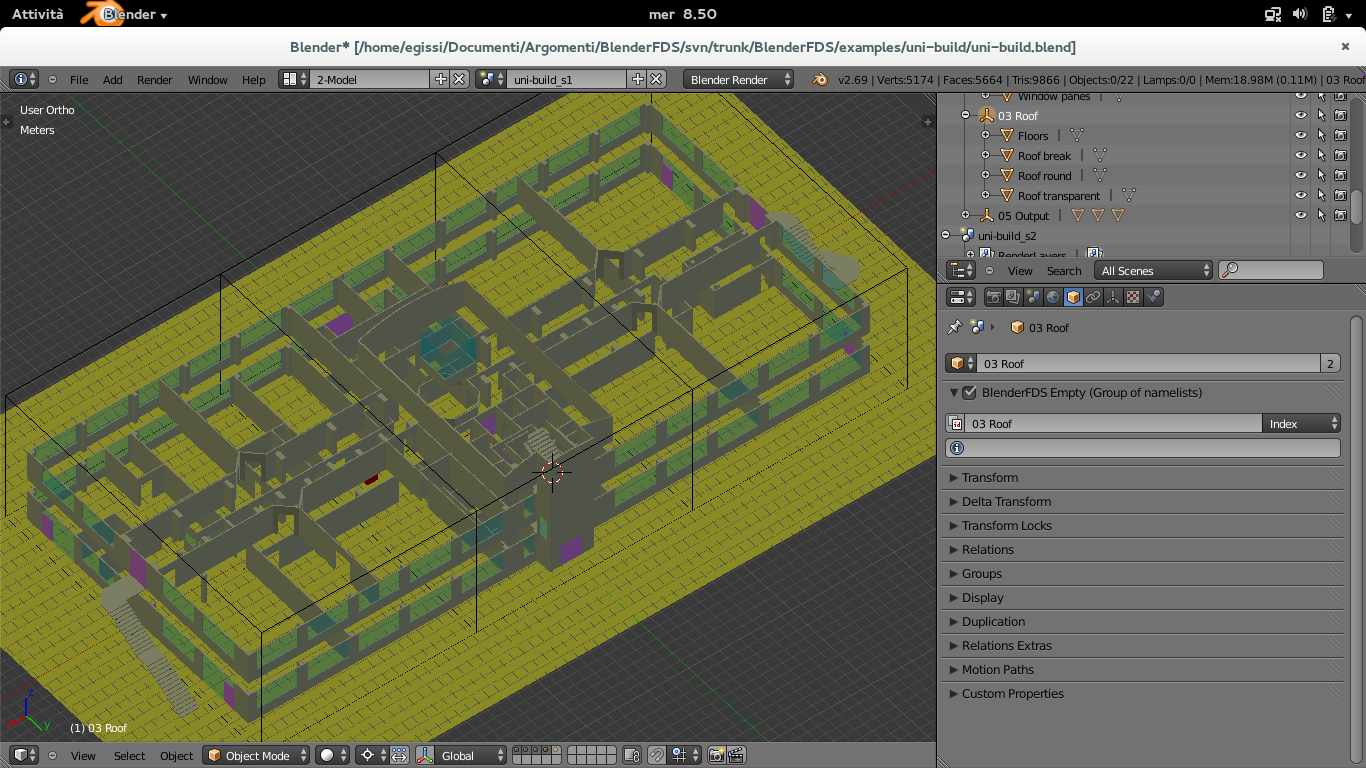 Attività Blender mer 8.50
Blender* [/home/egissi/Documenti/Argomenti/BlenderFDS/svn/trunk/BlenderFDS/examples/uni-build/uni-build.blend]
File Add Render Window Help 2-Model uni-build_s1 Blender Render v2.69 | Verts:5174 | Faces:5664 | Tris:9866 | Objects:0/22 | Lamps:0/0 | Mem:18.98M (0.11M) | 03 Roof
User Ortho
Meters
Window panes
03 Roof
Floors
Roof break
Roof round
Roof transparent
05 Output
uni-build_s2
RenderLayers
View Search All Scenes
03 Roof
03 Roof 2
BlenderFDS Empty (Group of namelists)
03 Roof Index
Transform
Delta Transform
Transform Locks
Relations
Groups
Display
Duplication
Relations Extras
Motion Paths
Custom Properties
z
y
(1) 03 Roof
View Select Object Object Mode Global